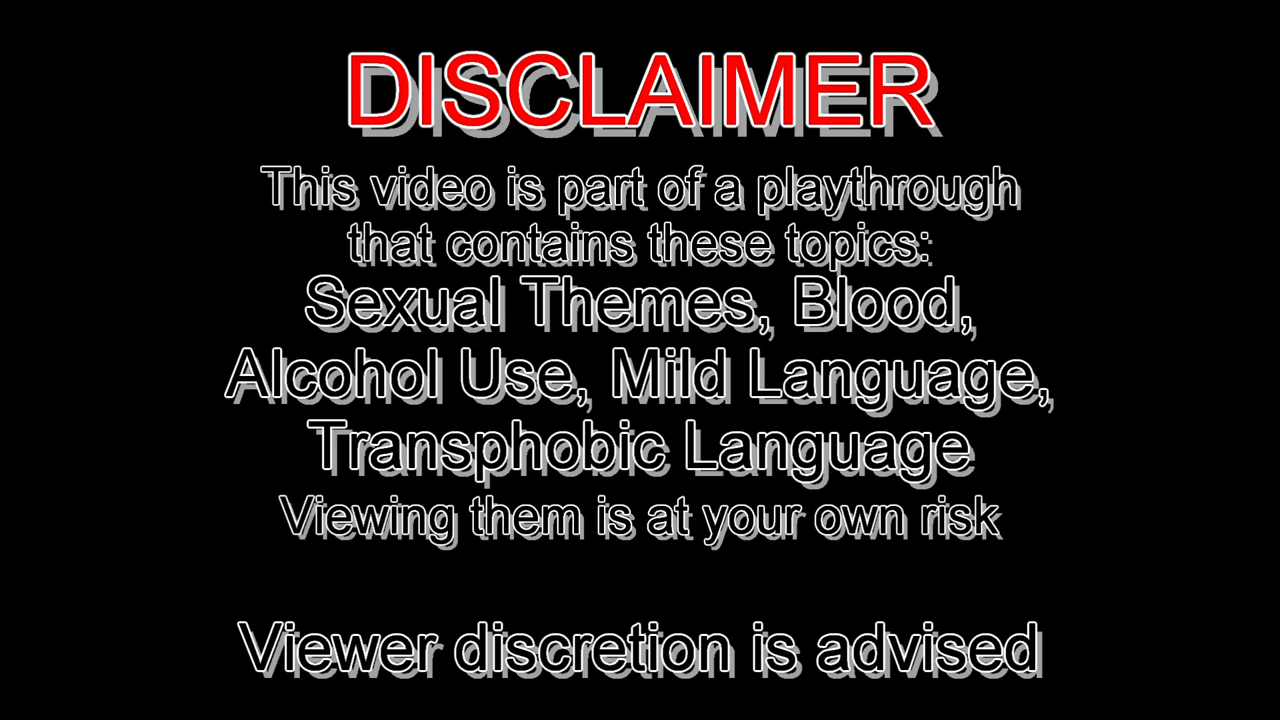 DISCLAIMER
This video is part of a playthrough
that contains these topics:
Sexual Themes, Blood,
Alcohol Use, Mild Language,
Transphobic Language
Viewing them is at your own risk
Viewer discretion is advised